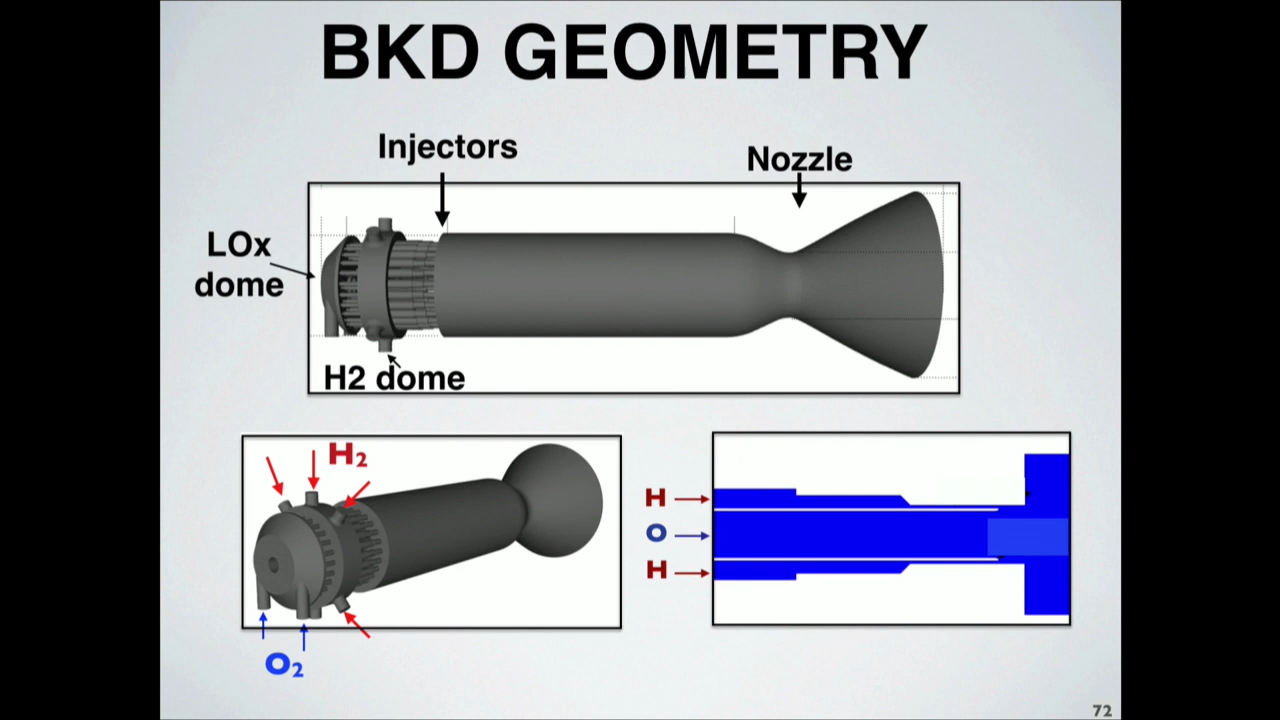 BKD GEOMETRY
Injectors
Nozzle
LOx
dome
H2 dome
H₂
O₂
H
O
H
72